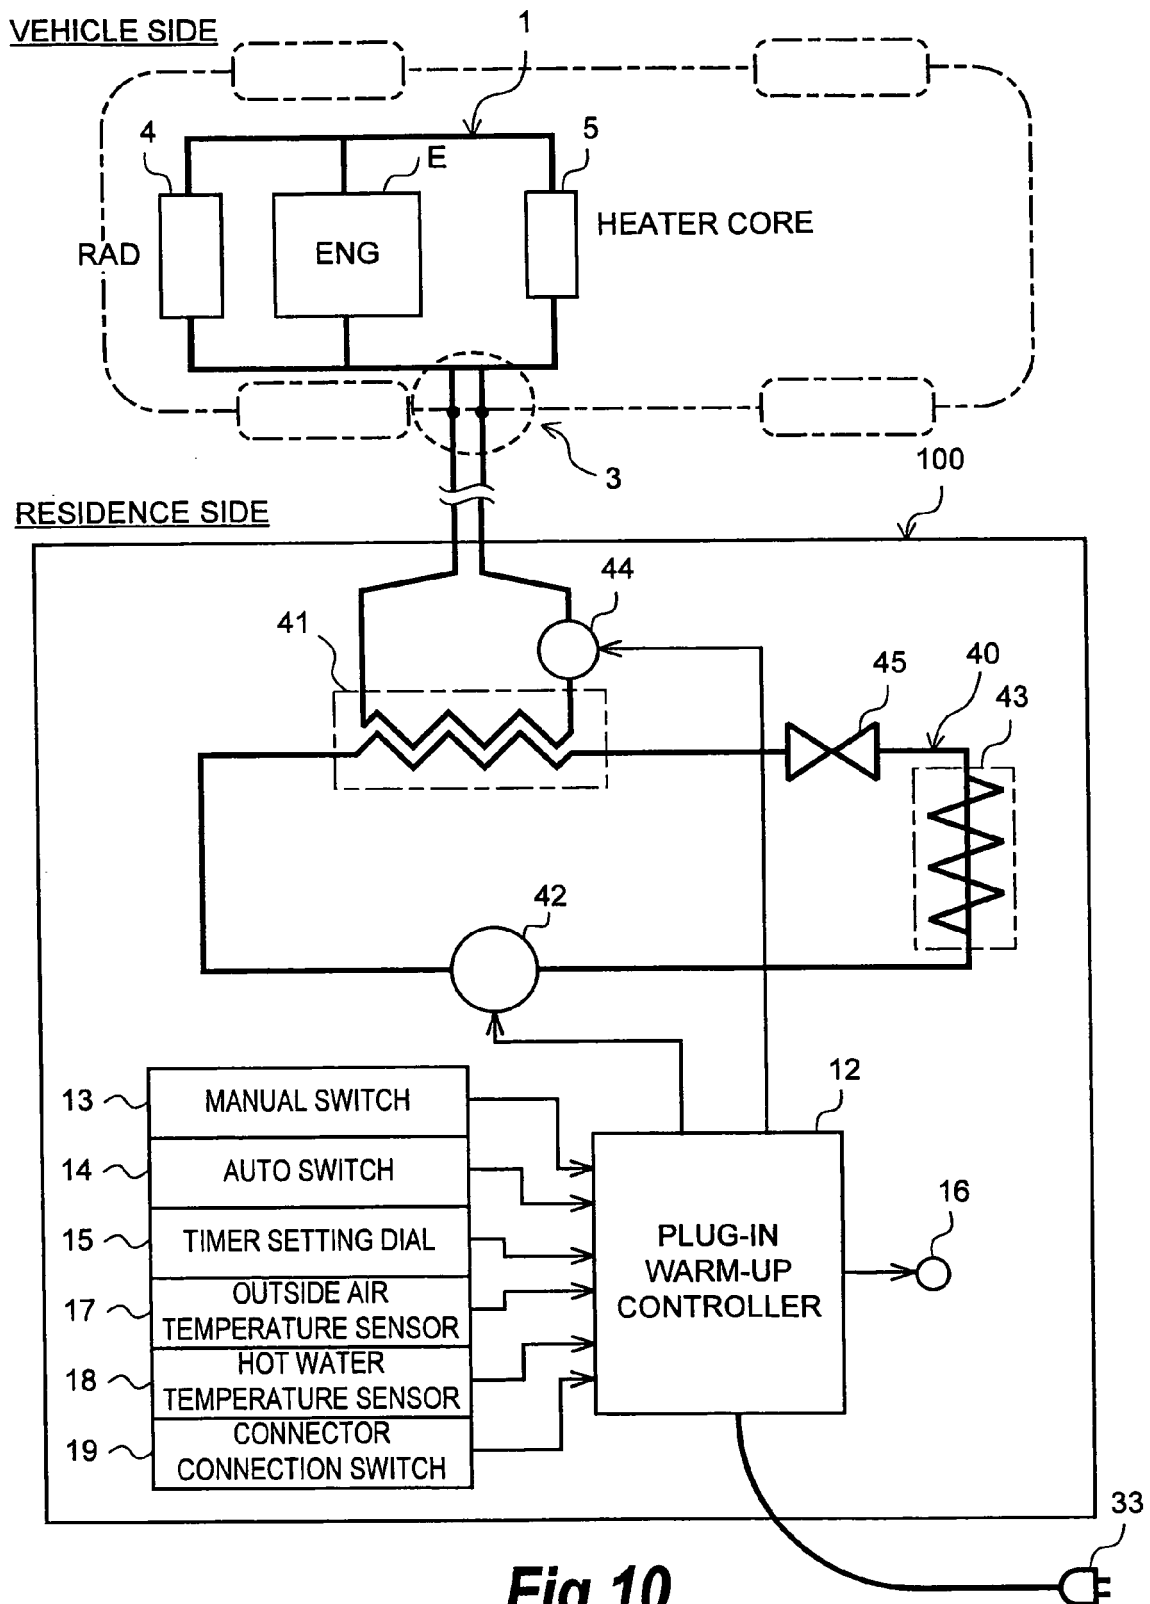 VEHICLE SIDE
1
4
E
5
RAD
ENG
HEATER CORE
3
RESIDENCE SIDE
100
44
41
45
40
43
42
12
13
MANUAL SWITCH
14
AUTO SWITCH
15
TIMER SETTING DIAL
17
OUTSIDE AIR
TEMPERATURE SENSOR
18
HOT WATER
TEMPERATURE SENSOR
19
CONNECTOR
CONNECTION SWITCH
PLUG-IN
WARM-UP
CONTROLLER
16
33
Fig 10